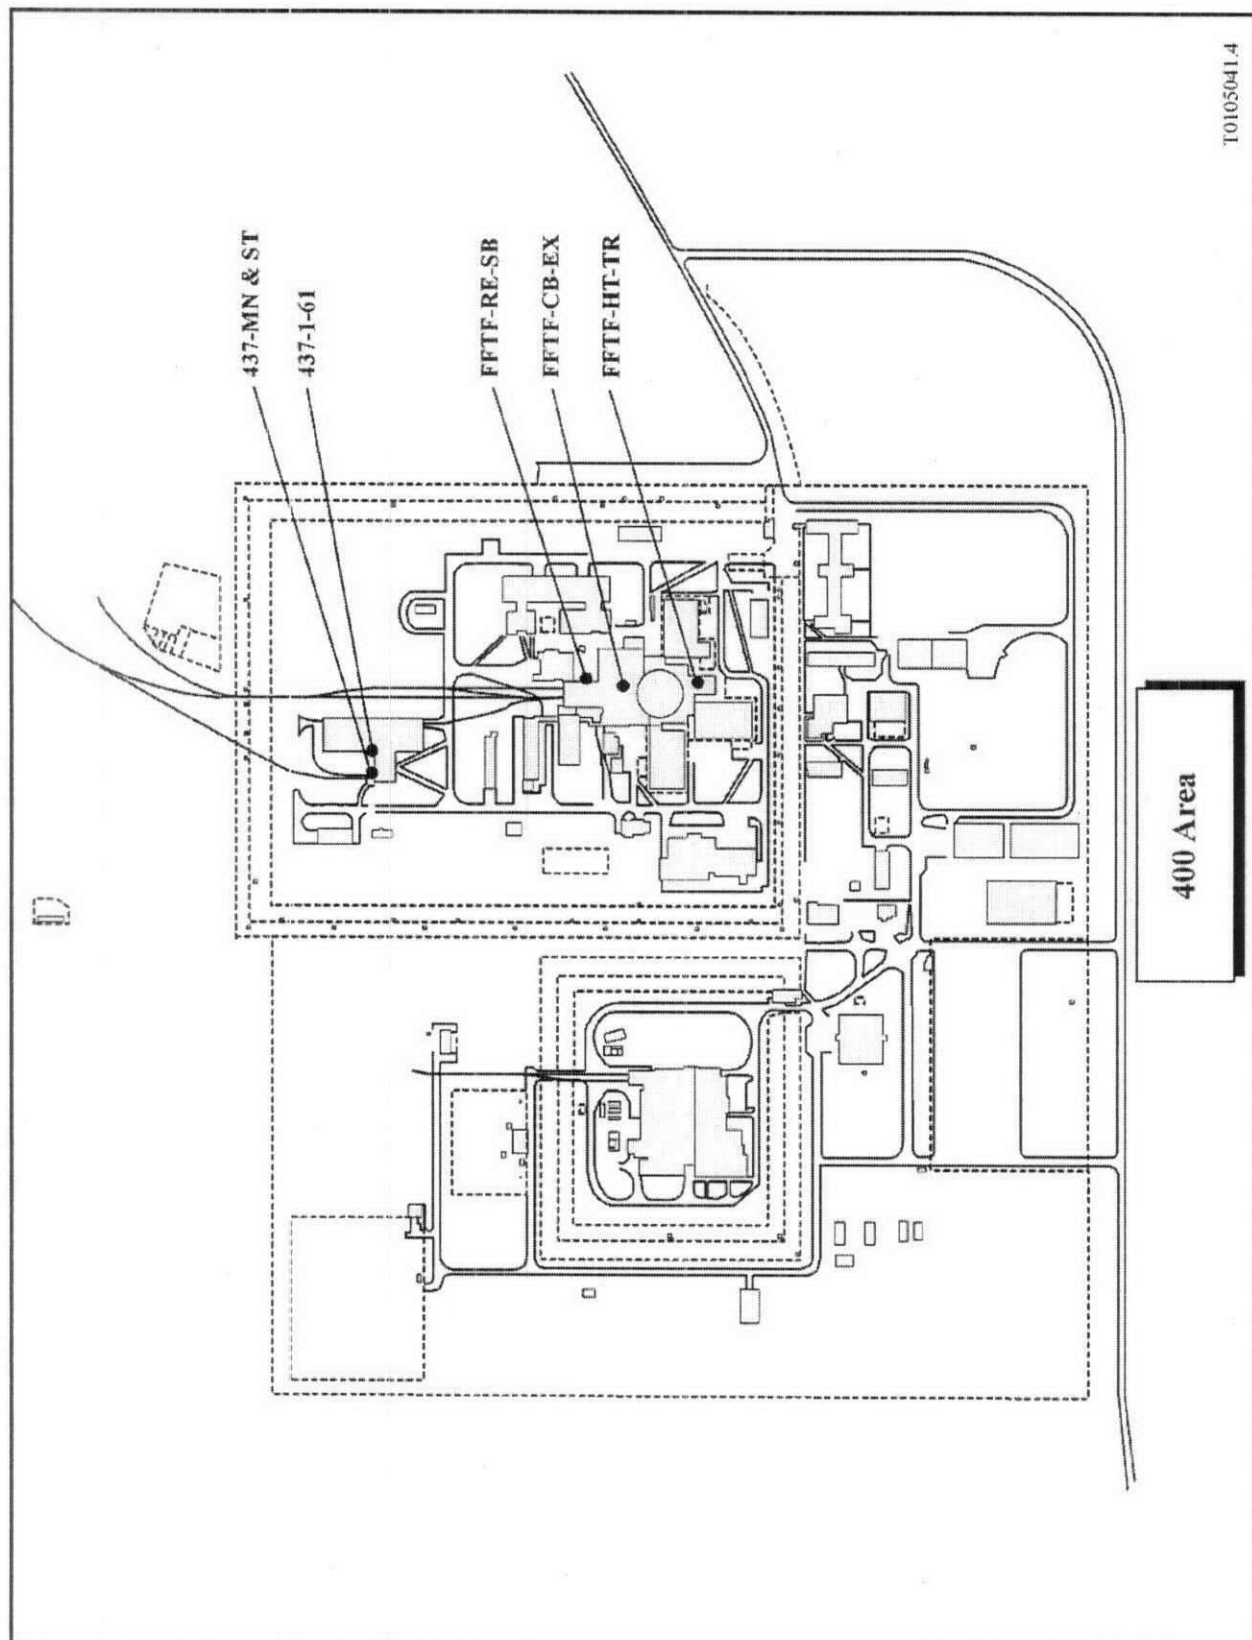 437-MN & ST
437-1-61
FFTF-RE-SB
FFTF-CB-EX
FFTF-HT-TR
400 Area
T0105041.4